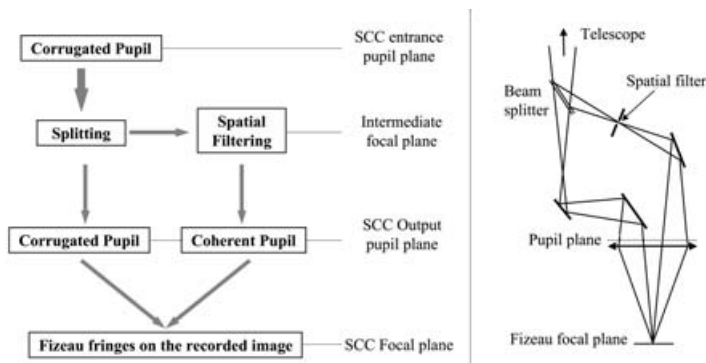 Corrugated Pupil
SCC entrance
pupil plane
Splitting
Spatial
Filtering
Intermediate
focal plane
Corrugated Pupil
Coherent Pupil
SCC Output
pupil plane
Fizeau fringes on the recorded image
SCC Focal plane
Telescope
Beam
splitter
Spatial filter
Pupil plane
Fizeau focal plane